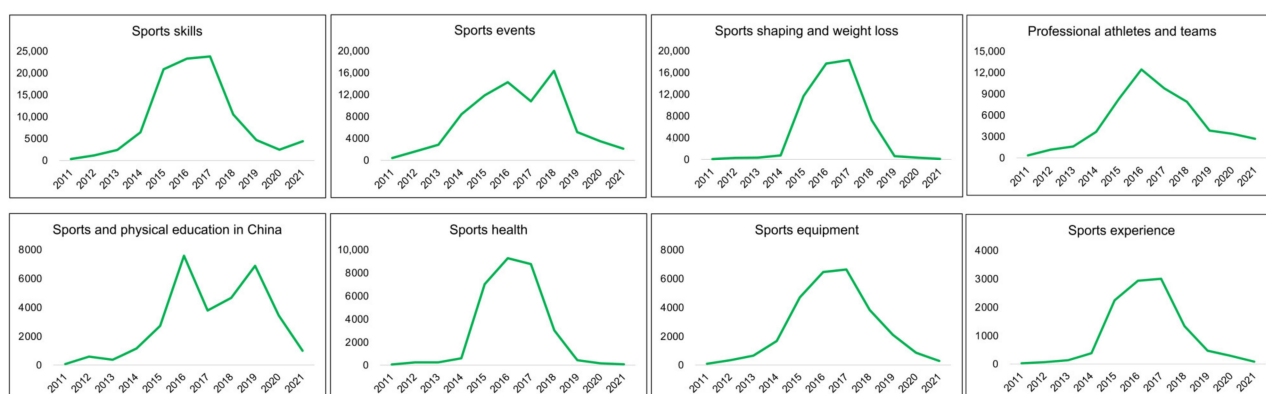 Sports skills
25,000
20,000
15,000
10,000
5000
0
2011 2012 2013 2014 2015 2016 2017 2018 2019 2020 2021
Sports events
20,000
16,000
12,000
8000
4000
0
2011 2012 2013 2014 2015 2016 2017 2018 2019 2020 2021
Sports shaping and weight loss
20,000
16,000
12,000
8000
4000
0
2011 2012 2013 2014 2015 2016 2017 2018 2019 2020 2021
Professional athletes and teams
15,000
12,000
9000
6000
3000
0
2011 2012 2013 2014 2015 2016 2017 2018 2019 2020 2021
Sports and physical education in China
8000
6000
4000
2000
0
2011 2012 2013 2014 2015 2016 2017 2018 2019 2020 2021
Sports health
10,000
8000
6000
4000
2000
0
2011 2012 2013 2014 2015 2016 2017 2018 2019 2020 2021
Sports equipment
8000
6000
4000
2000
0
2011 2012 2013 2014 2015 2016 2017 2018 2019 2020 2021
Sports experience
4000
3000
2000
1000
0
2011 2012 2013 2014 2015 2016 2017 2018 2019 2020 2021